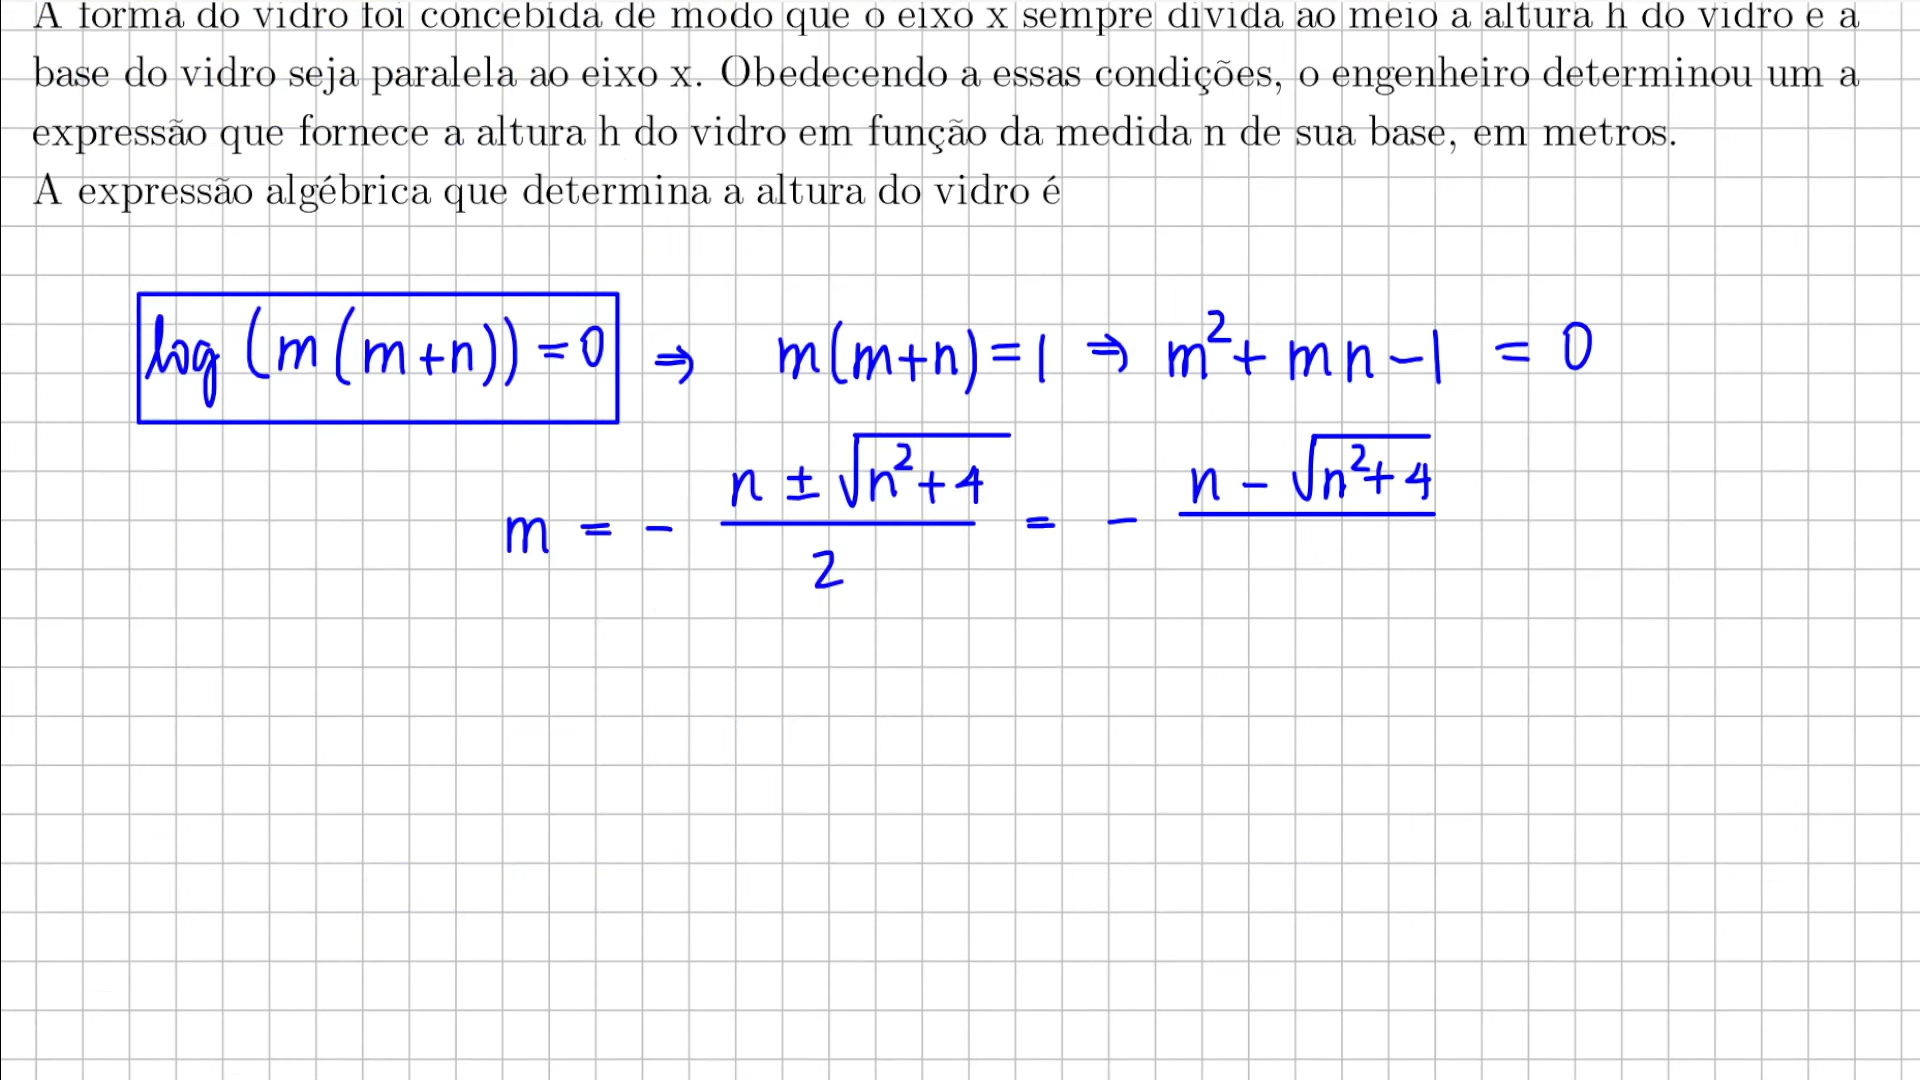 A forma do vidro foi concebida de modo que o eixo x sempre divida ao meio a altura h do vidro e a
base do vidro seja paralela ao eixo x. Obedecendo a essas condições, o engenheiro determinou um a
expressão que fornece a altura h do vidro em função da medida n de sua base, em metros.
A expressão algébrica que determina a altura do vidro é
log (m(m+n)) = 0 ⇒ m(m+n) = 1 ⇒ m² + mn - 1 = 0
m = - (n ± √(n²+4))/2 = - (n - √(n²+4))/